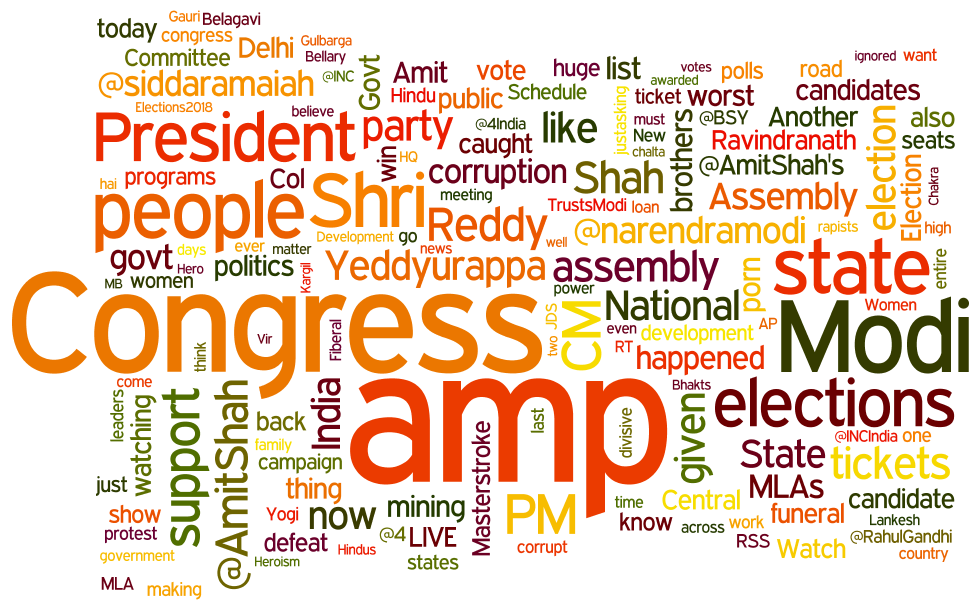 Gauri Belagavi
today congress Delhi Gulbarga
Committee Bellary
@siddaramaiah @INC Govt Amit vote huge list awarded votes polls road ignored want
Elections2018 Hindu public Schedule ticket worst candidates
believe @4India like justasking must @BSY Another also
President party caught New brothers Ravindranath seats
win HQ corruption Shah chalta @AmitShah's election
hai programs Col meeting Assembly Election Chakra
people Shri Reddy TrustsModi loan @narendramodi rapists high
Development go news well
govt days ever matter Yeddyurappa assembly porn state entire
MB women Hero politics Kargil power National Women
Congress Vir Fiberal two JDS CM even development AP Modi
think RT happened
come leaders watching support @AmitShah back India amp Bhakts elections
family last divisive given @INCIndia one
campaign Masterstroke State tickets
just thing mining PM MLAs candidate
show Yogi now time Central
protest defeat Hindus @4 LIVE know across work funeral Lankesh
government Heroism states corrupt RSS Watch @RahulGandhi
country
MLA making